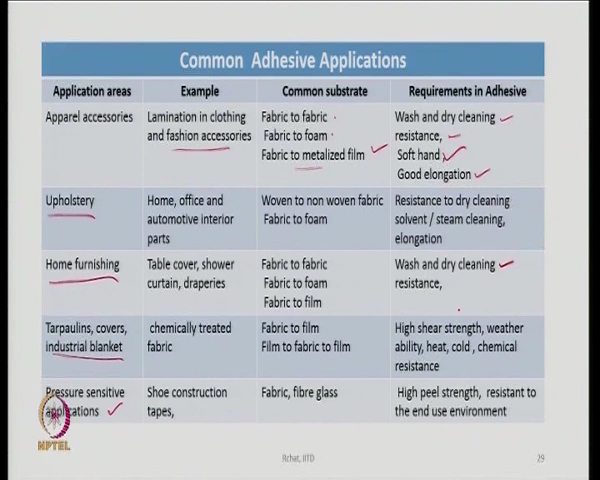 Common Adhesive Applications
Application areas
Example
Common substrate
Requirements in Adhesive
Apparel accessories
Lamination in clothing
and fashion accessories
Fabric to fabric
Fabric to foam
Fabric to metalized film
Wash and dry cleaning
resistance,
Soft hand,
Good elongation
Upholstery
Home, office and
automotive interior
parts
Woven to non woven fabric
Fabric to foam
Resistance to dry cleaning
solvent / steam cleaning,
elongation
Home furnishing
Table cover, shower
curtain, draperies
Fabric to fabric
Fabric to foam
Fabric to film
Wash and dry cleaning
resistance,
Tarpaulins, covers,
industrial blanket
chemically treated
fabric
Fabric to film
Film to fabric to film
High shear strength, weather
ability, heat, cold , chemical
resistance
Pressure sensitive
applications
Shoe construction
tapes,
Fabric, fibre glass
High peel strength, resistant to
the end use environment
NPTEL
Rchat, IITD
29